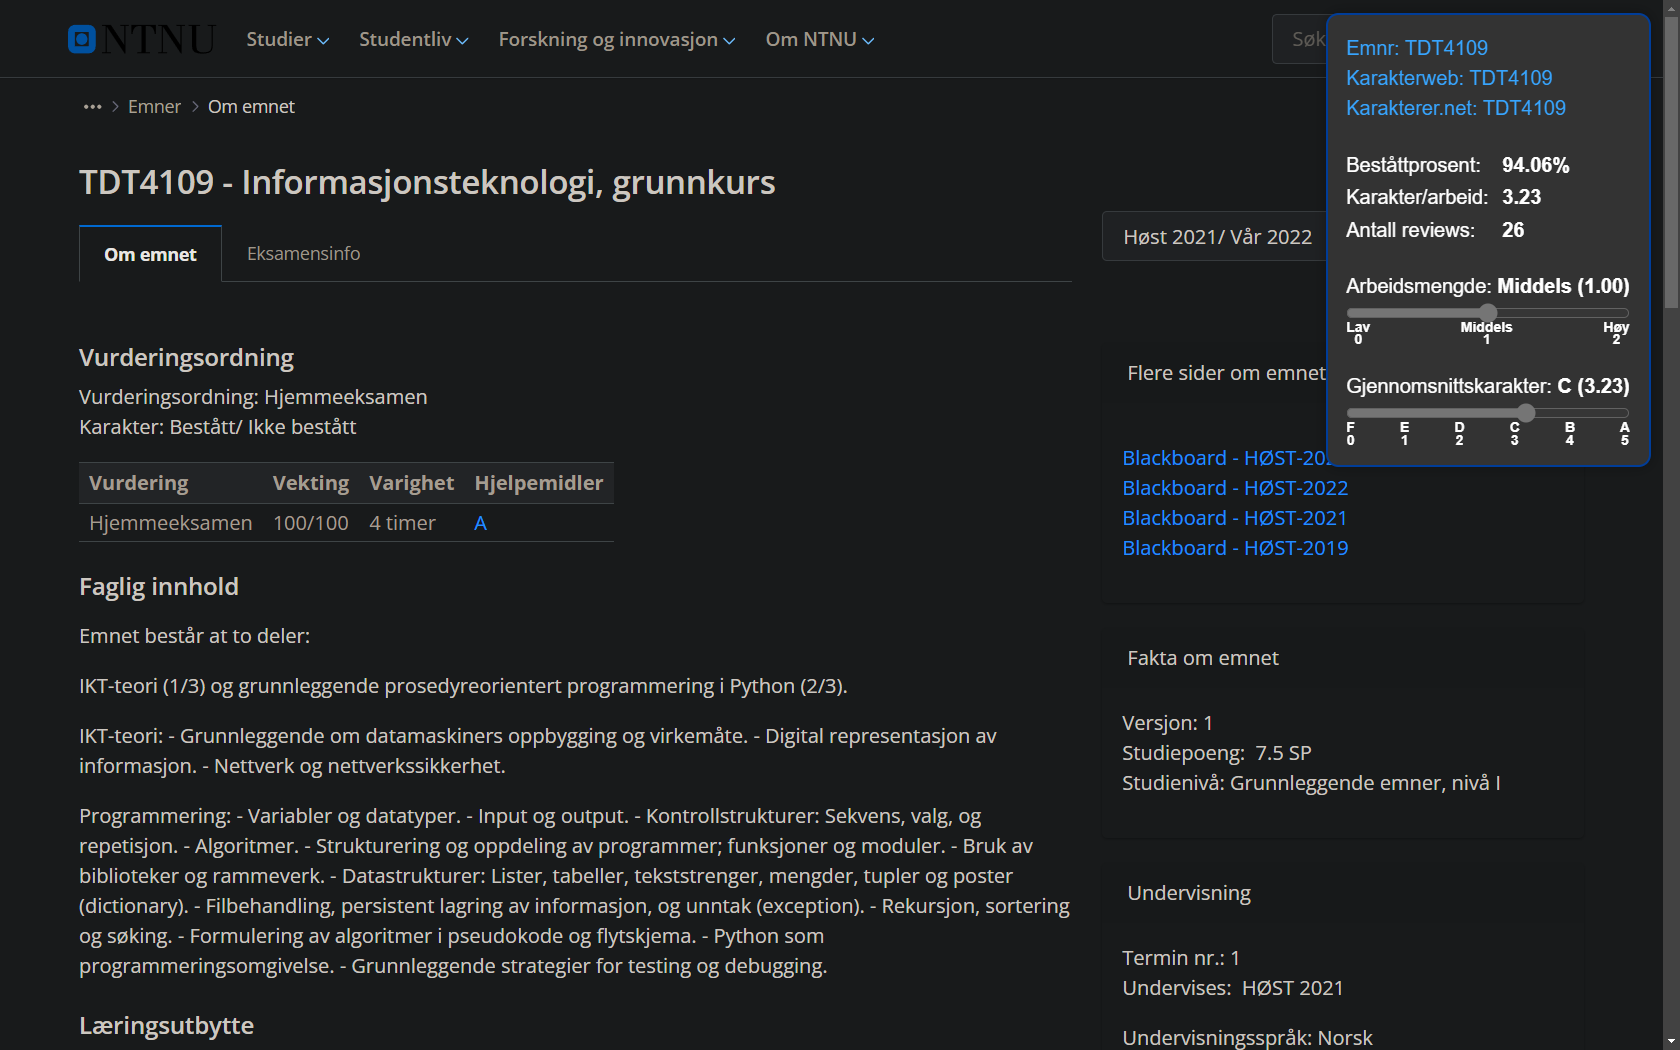 NTNU
Studier
Studentliv
Forskning og innovasjon
Om NTNU
Søk
••• > Emner > Om emnet
TDT4109 - Informasjonsteknologi, grunnkurs
Om emnet
Eksamensinfo
Vurderingsordning
Vurderingsordning: Hjemmeeksamen
Karakter: Bestått/ Ikke bestått
Vurdering Vekting Varighet Hjelpemidler
Hjemmeeksamen 100/100 4 timer A
Faglig innhold
Emnet består at to deler:
IKT-teori (1/3) og grunnleggende prosedyreorientert programmering i Python (2/3).
IKT-teori: - Grunnleggende om datamaskiners oppbygging og virkemåte. - Digital representasjon av
informasjon. - Nettverk og nettverkssikkerhet.
Programmering: - Variabler og datatyper. - Input og output. - Kontrollstrukturer: Sekvens, valg, og
repetisjon. - Algoritmer. - Strukturering og oppdeling av programmer; funksjoner og moduler. - Bruk av
biblioteker og rammeverk. - Datastrukturer: Lister, tabeller, tekststrenger, mengder, tupler og poster
(dictionary). - Filbehandling, persistent lagring av informasjon, og unntak (exception). - Rekursjon, sortering
og søking. - Formulering av algoritmer i pseudokode og flytskjema. - Python som
programmeringsomgivelse. - Grunnleggende strategier for testing og debugging.
Læringsutbytte
Høst 2021/ Vår 2022
Flere sider om emnet
Blackboard - HØST-20
Blackboard - HØST-2022
Blackboard - HØST-2021
Blackboard - HØST-2019
Fakta om emnet
Versjon: 1
Studiepoeng: 7.5 SP
Studienivå: Grunnleggende emner, nivå I
Undervisning
Termin nr.: 1
Undervises: HØST 2021
Undervisningsspråk: Norsk
Emnr: TDT4109
Karakterweb: TDT4109
Karakterer.net: TDT4109
Beståttprosent: 94.06%
Karakter/arbeid: 3.23
Antall reviews: 26
Arbeidsmengde: Middels (1.00)
Lav Middels Høy
0 1 2
Gjennomsnittskarakter: C (3.23)
F E D C B A
0 1 2 3 4 5